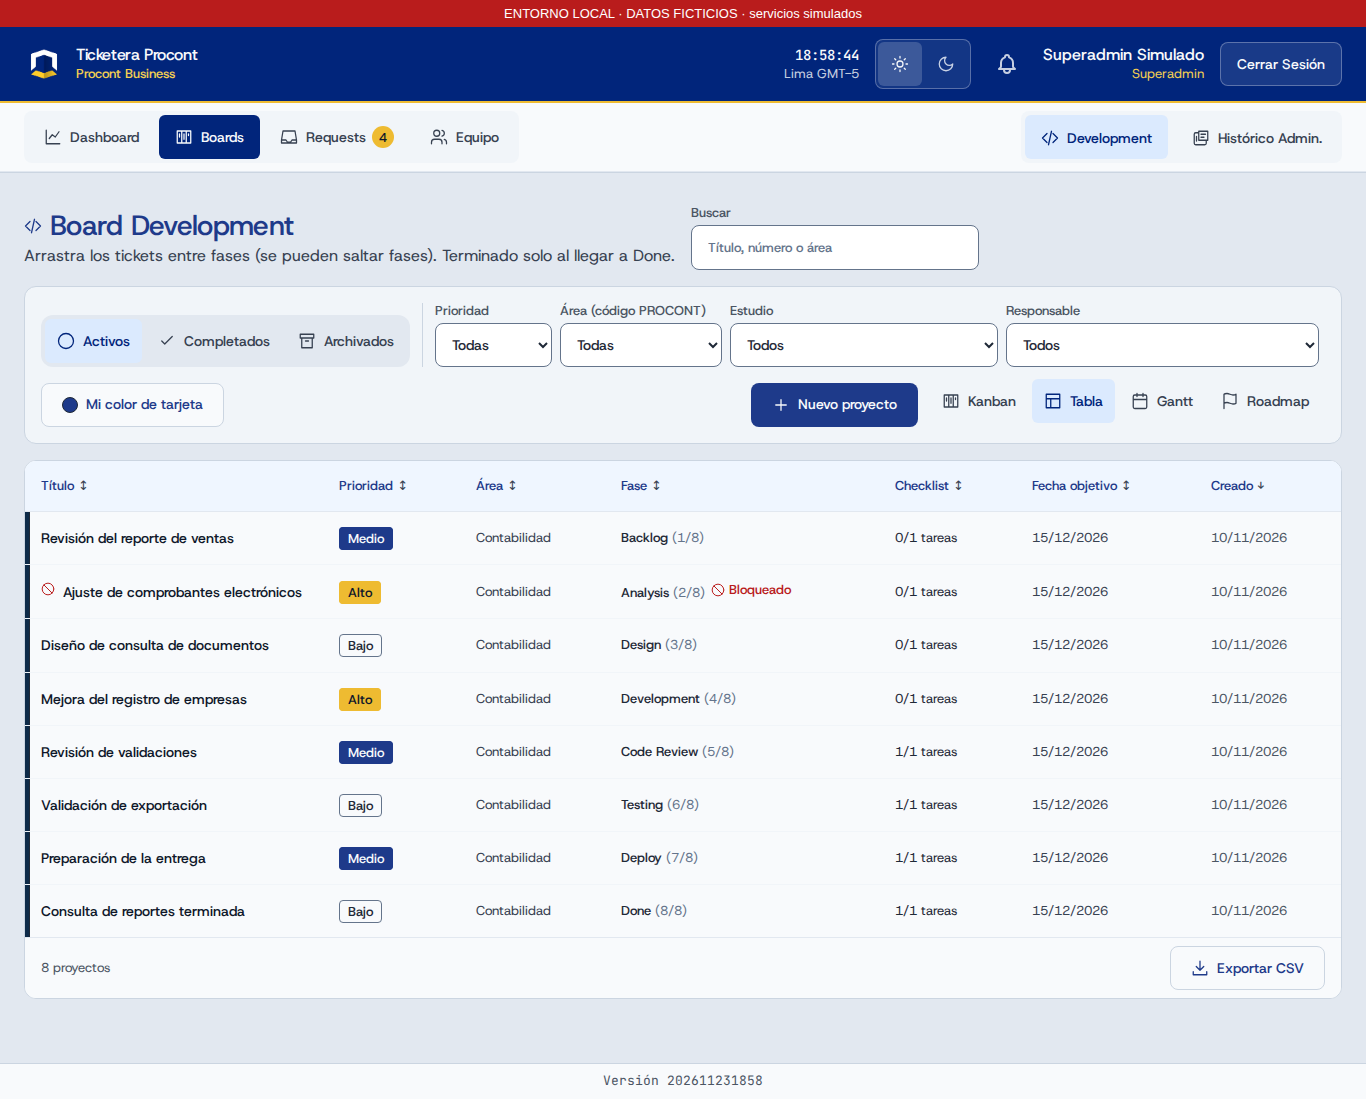 ENTORNO LOCAL · DATOS FICTICIOS · servicios simulados
Ticketera Procont
Procont Business
18:58:44
Lima GMT-5
Superadmin Simulado
Superadmin
Cerrar Sesión
Dashboard
Boards
Requests 4
Equipo
Development
Histórico Admin.
Board Development
Arrastra los tickets entre fases (se pueden saltar fases). Terminado solo al llegar a Done.
Buscar
Título, número o área
Activos
Completados
Archivados
Prioridad
Todas
Área (código PROCONT)
Todas
Estudio
Todos
Responsable
Todos
Mi color de tarjeta
Nuevo proyecto
Kanban
Tabla
Gantt
Roadmap
Título ↕ Prioridad ↕ Área ↕ Fase ↕ Checklist ↕ Fecha objetivo ↕ Creado ↓
Revisión del reporte de ventas Medio Contabilidad Backlog (1/8) 0/1 tareas 15/12/2026 10/11/2026
Ajuste de comprobantes electrónicos Alto Contabilidad Analysis (2/8) Bloqueado 0/1 tareas 15/12/2026 10/11/2026
Diseño de consulta de documentos Bajo Contabilidad Design (3/8) 0/1 tareas 15/12/2026 10/11/2026
Mejora del registro de empresas Alto Contabilidad Development (4/8) 0/1 tareas 15/12/2026 10/11/2026
Revisión de validaciones Medio Contabilidad Code Review (5/8) 1/1 tareas 15/12/2026 10/11/2026
Validación de exportación Bajo Contabilidad Testing (6/8) 1/1 tareas 15/12/2026 10/11/2026
Preparación de la entrega Medio Contabilidad Deploy (7/8) 1/1 tareas 15/12/2026 10/11/2026
Consulta de reportes terminada Bajo Contabilidad Done (8/8) 1/1 tareas 15/12/2026 10/11/2026
8 proyectos
Exportar CSV
Versión 202611231858